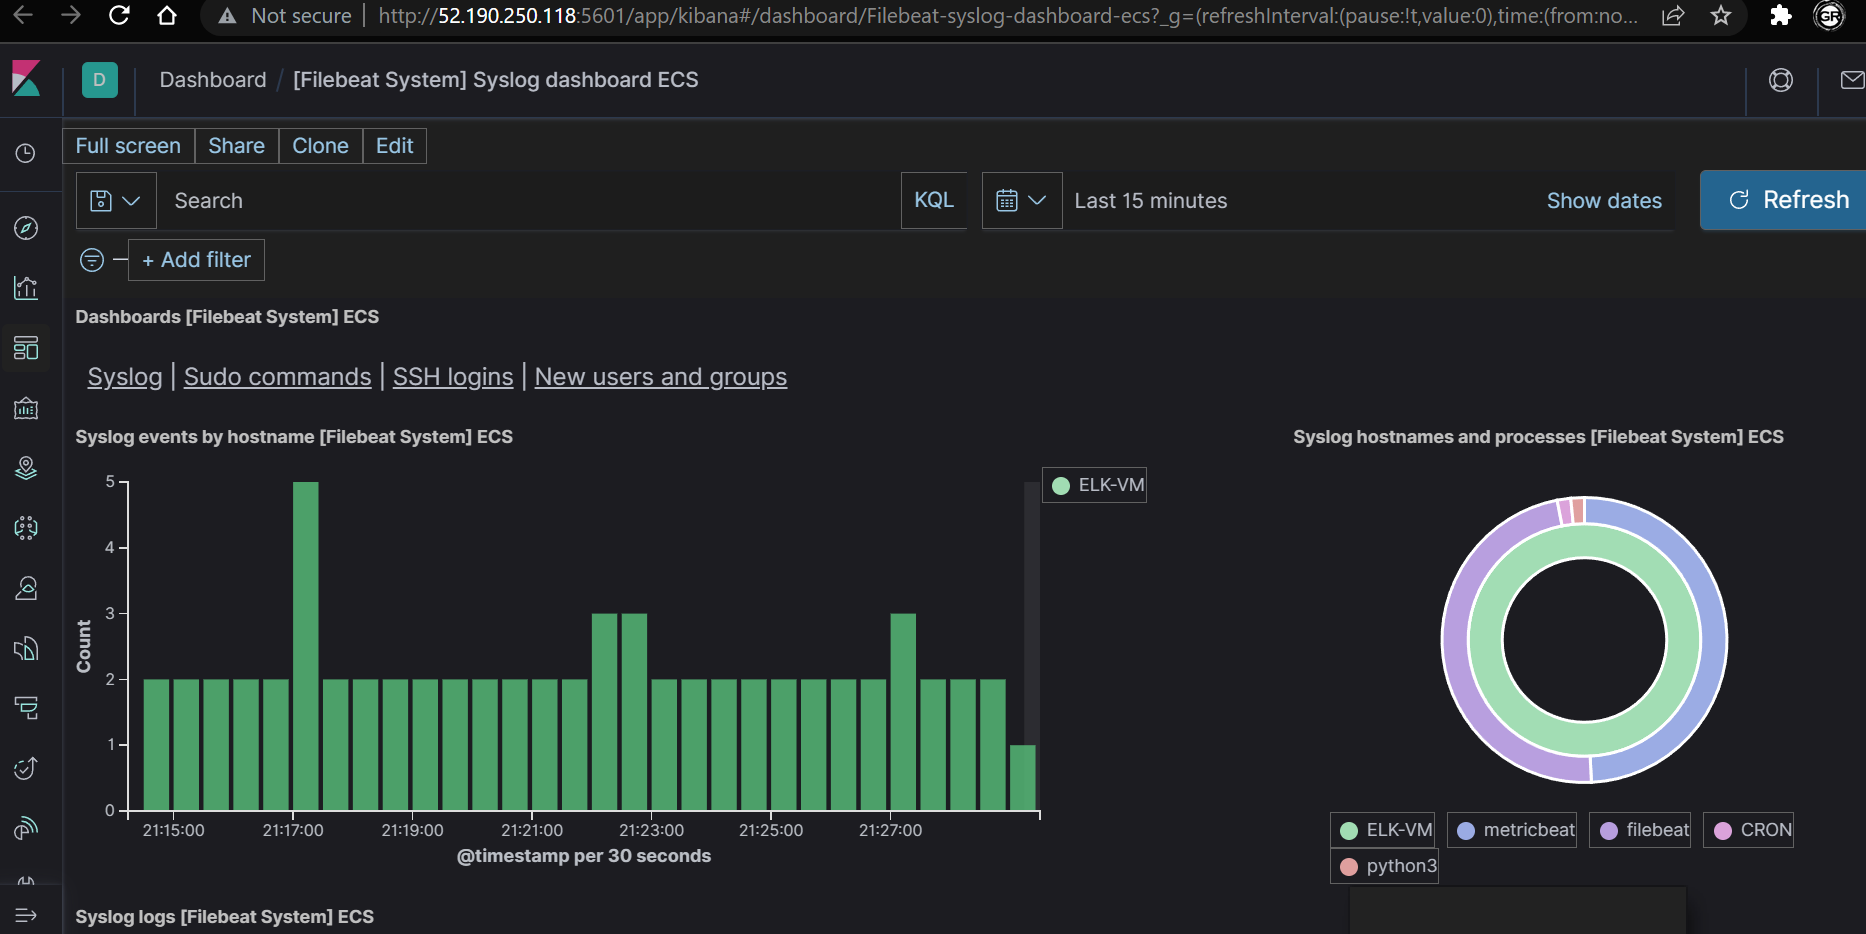 Not secure | http://52.190.250.118:5601/app/kibana#/dashboard/Filebeat-syslog-dashboard-ecs?_g=(refreshInterval:(pause:!t,value:0),time:(from:no...
GR
D
Dashboard / [Filebeat System] Syslog dashboard ECS
Full screen Share Clone Edit
Search KQL Last 15 minutes Show dates Refresh
+ Add filter
Dashboards [Filebeat System] ECS
Syslog | Sudo commands | SSH logins | New users and groups
Syslog events by hostname [Filebeat System] ECS
5
4
3
2
1
0
Count
21:15:00 21:17:00 21:19:00 21:21:00 21:23:00 21:25:00 21:27:00
@timestamp per 30 seconds
ELK-VM
Syslog hostnames and processes [Filebeat System] ECS
ELK-VM metricbeat filebeat CRON
python3
Syslog logs [Filebeat System] ECS